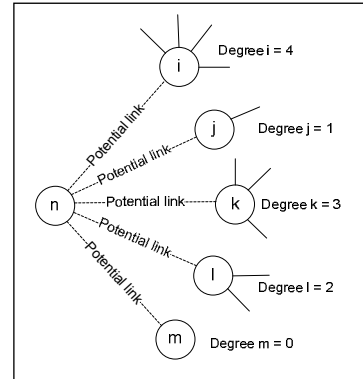 i
Degree i = 4
Potential link
j
Degree j = 1
Potential link
n
Potential link
k
Degree k = 3
Potential link
l
Degree l = 2
Potential link
m
Degree m = 0